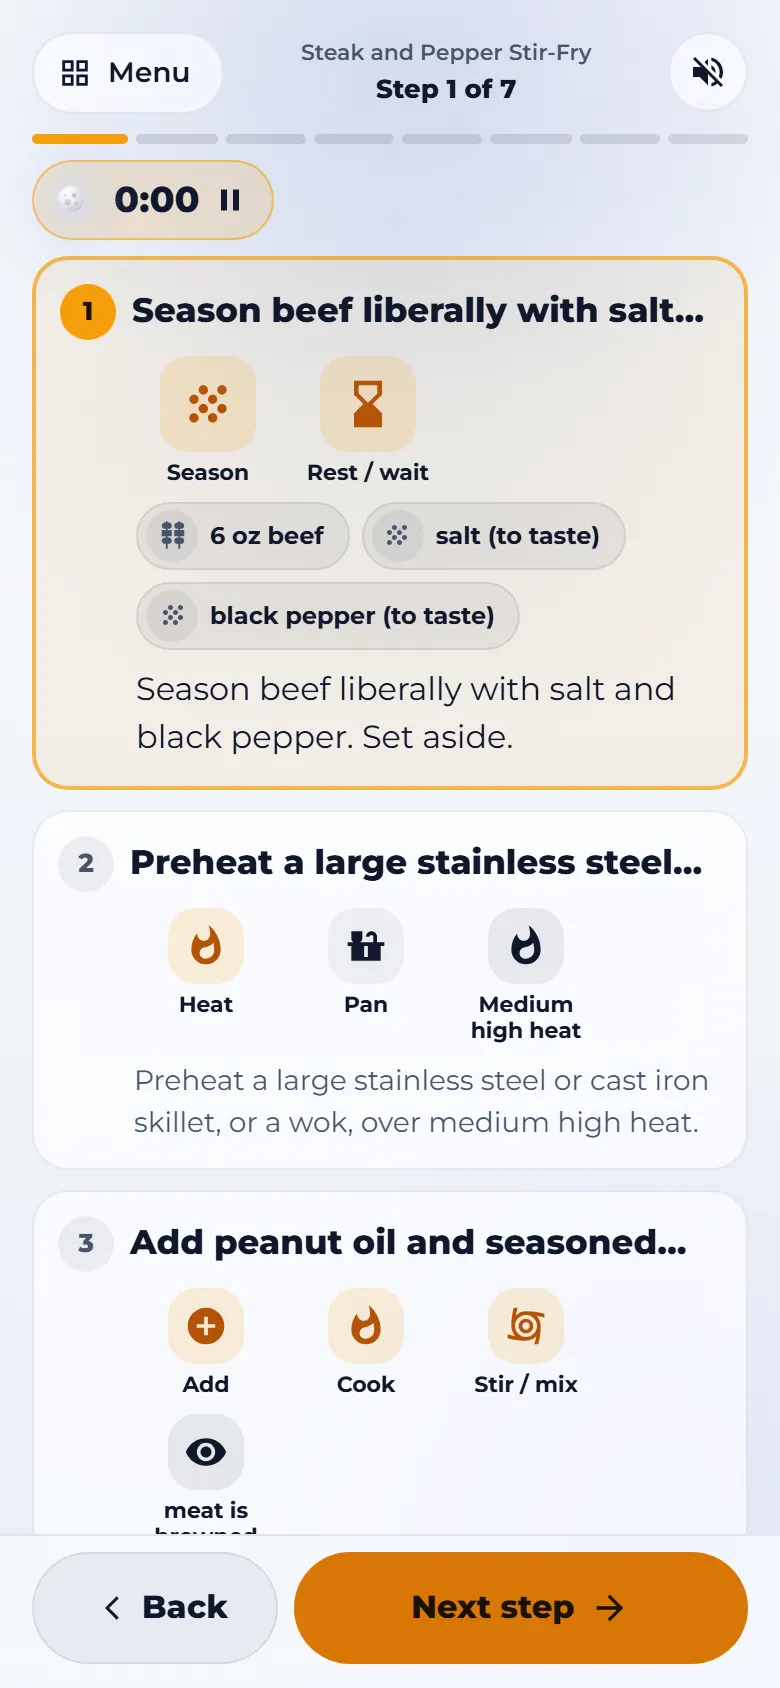 Menu
Steak and Pepper Stir-Fry
Step 1 of 7
0:00
1
Season beef liberally with salt...
Season
Rest / wait
6 oz beef
salt (to taste)
black pepper (to taste)
Season beef liberally with salt and
black pepper. Set aside.
2
Preheat a large stainless steel...
Heat
Pan
Medium
high heat
Preheat a large stainless steel or cast iron
skillet, or a wok, over medium high heat.
3
Add peanut oil and seasoned...
Add
Cook
Stir / mix
meat is
browned
Back
Next step